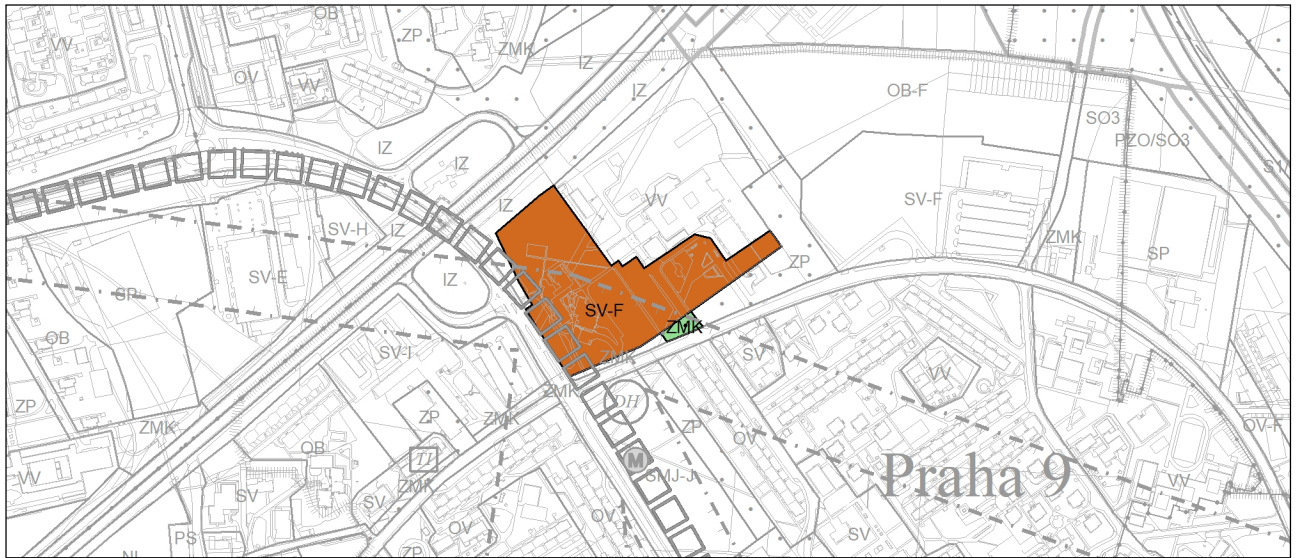 OB
ZP
VV
ZMK
IZ
OV
VV
IZ
OB-F
SO3
PZO/SO3
IZ
IZ
VV
IZ
SV-F
SV-H
IZ
ZMK
SP
SV-E
ZP
IZ
SP
SV-F
ZMK
OB
SV-I
ZMK
SV
VV
ZMK
DH
ZP
ZP
ZMK
ZP
ZMK
OV
OV-F
TI
OB
M
SMJ-J
Praha 9
VV
ZMK
VV
SV
SV
OV
OV
SV
PS
ZP